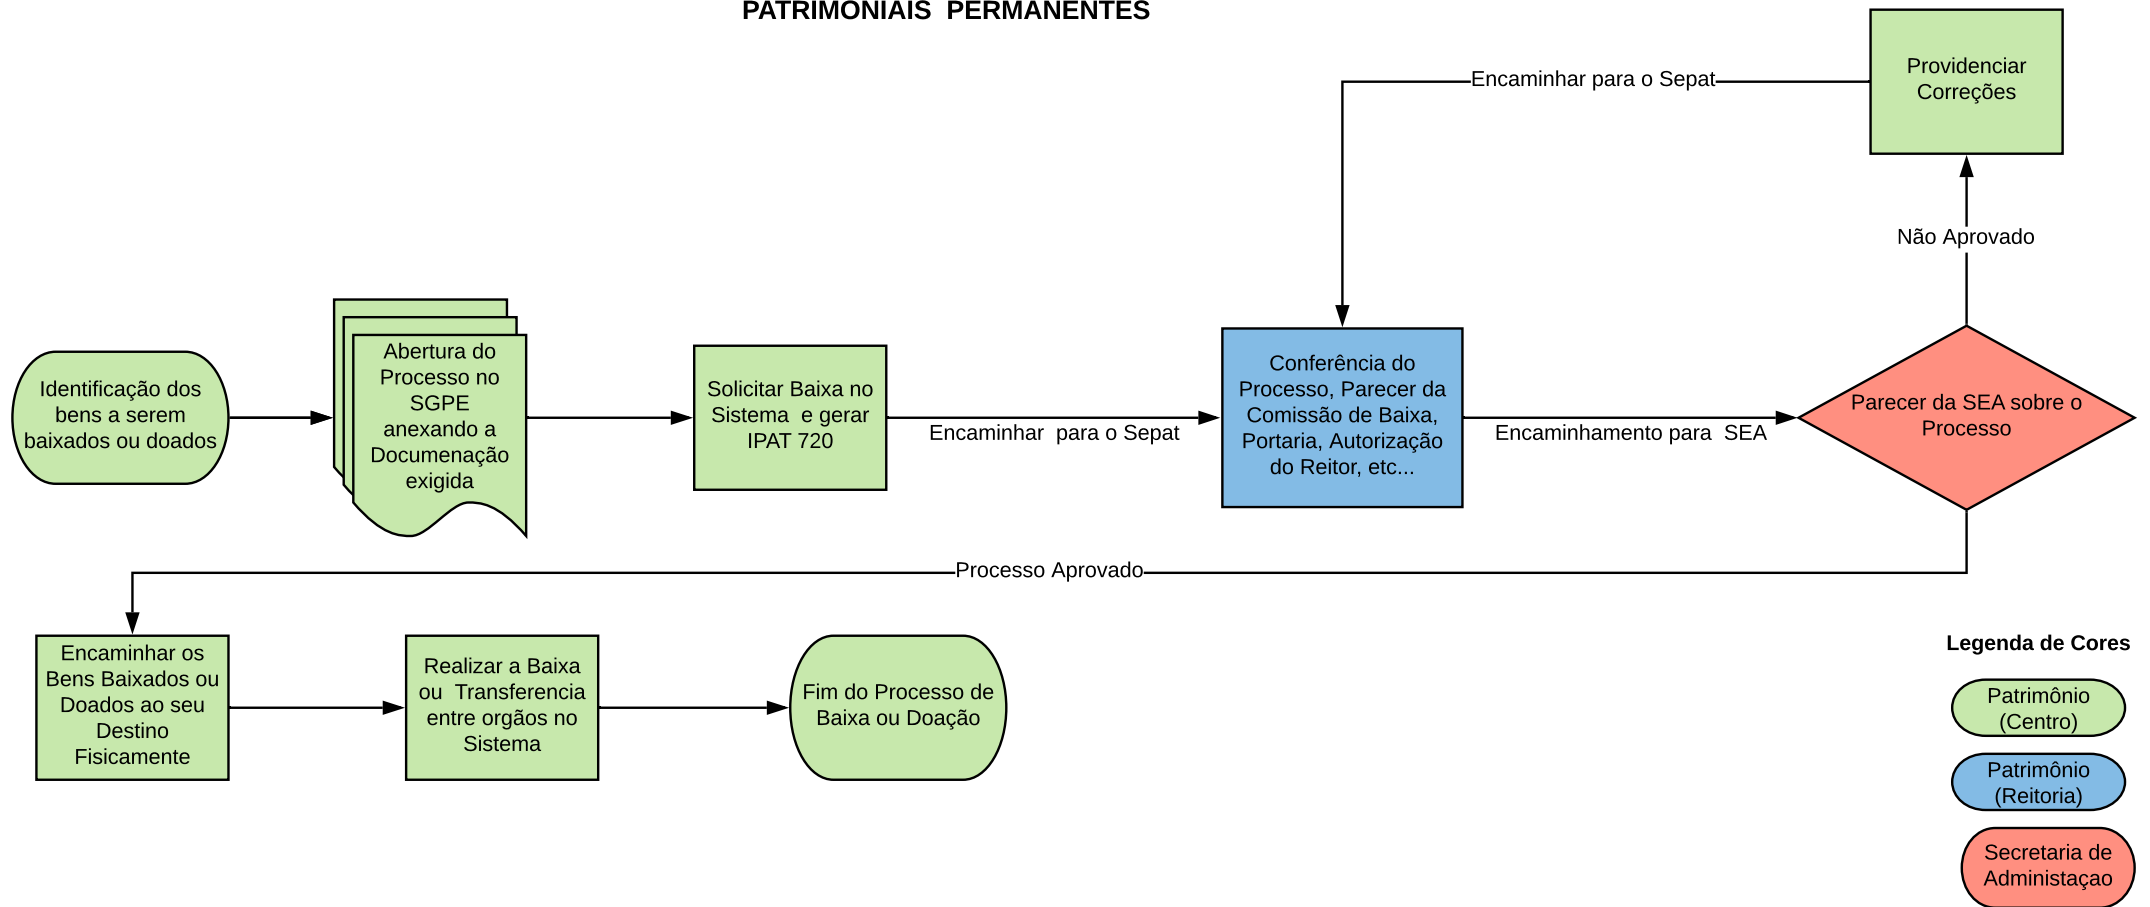 PATRIMONIAIS  PERMANENTES
Providenciar
Correções
Encaminhar para o Sepat
Não Aprovado
Identificação dos
bens a serem
baixados ou doados
Abertura do
Processo no
SGPE
anexando a
Documenação
exigida
Solicitar Baixa no
Sistema  e gerar
IPAT 720
Encaminhar  para o Sepat
Conferência do
Processo, Parecer da
Comissão de Baixa,
Portaria, Autorização
do Reitor, etc...
Encaminhamento para  SEA
Parecer da SEA sobre o
Processo
Processo Aprovado
Encaminhar os
Bens Baixados ou
Doados ao seu
Destino
Fisicamente
Realizar a Baixa
ou  Transferencia
entre orgãos no
Sistema
Fim do Processo de
Baixa ou Doação
Legenda de Cores
Patrimônio
(Centro)
Patrimônio
(Reitoria)
Secretaria de
Administaçao